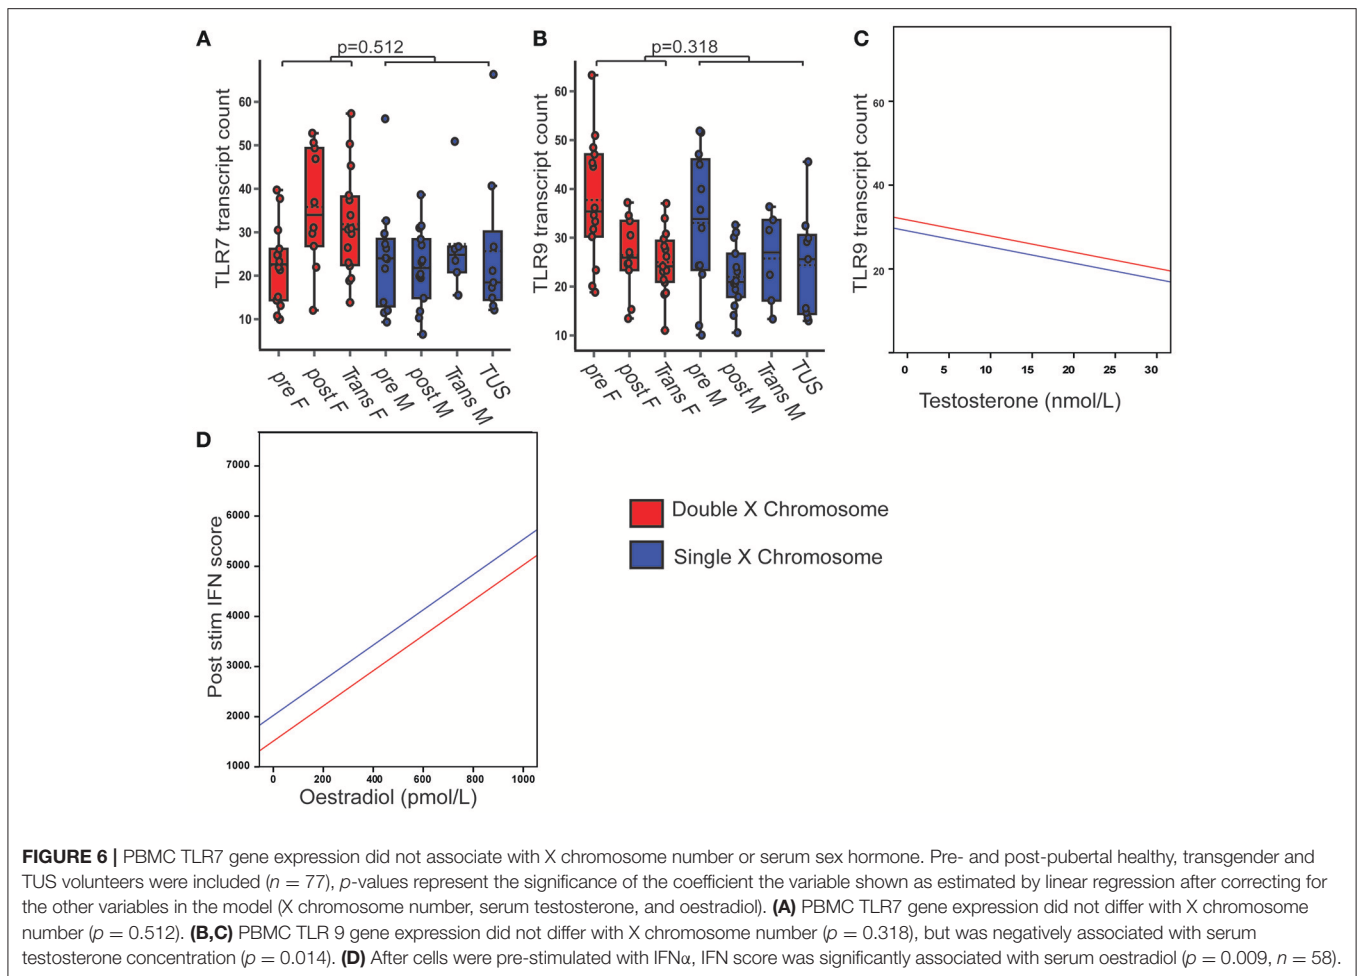 A
p=0.512
TLR7 transcript count
60
50
40
30
20
10
pre F
post F
Trans F
pre M
post M
Trans M
TUS
B
p=0.318
TLR9 transcript count
60
50
40
30
20
10
pre F
post F
Trans F
pre M
post M
Trans M
TUS
C
TLR9 transcript count
60
40
20
0 5 10 15 20 25 30
Testosterone (nmol/L)
D
Post stim IFN score
7000
6000
5000
4000
3000
2000
1000
0 200 400 600 800 1000
Oestradiol (pmol/L)
Double X Chromosome
Single X Chromosome
FIGURE 6 | PBMC TLR7 gene expression did not associate with X chromosome number or serum sex hormone. Pre- and post-pubertal healthy, transgender and
TUS volunteers were included (n = 77), p-values represent the significance of the coefficient the variable shown as estimated by linear regression after correcting for
the other variables in the model (X chromosome number, serum testosterone, and oestradiol). (A) PBMC TLR7 gene expression did not differ with X chromosome
number (p = 0.512). (B,C) PBMC TLR 9 gene expression did not differ with X chromosome number (p = 0.318), but was negatively associated with serum
testosterone concentration (p = 0.014). (D) After cells were pre-stimulated with IFNα, IFN score was significantly associated with serum oestradiol (p = 0.009, n = 58).